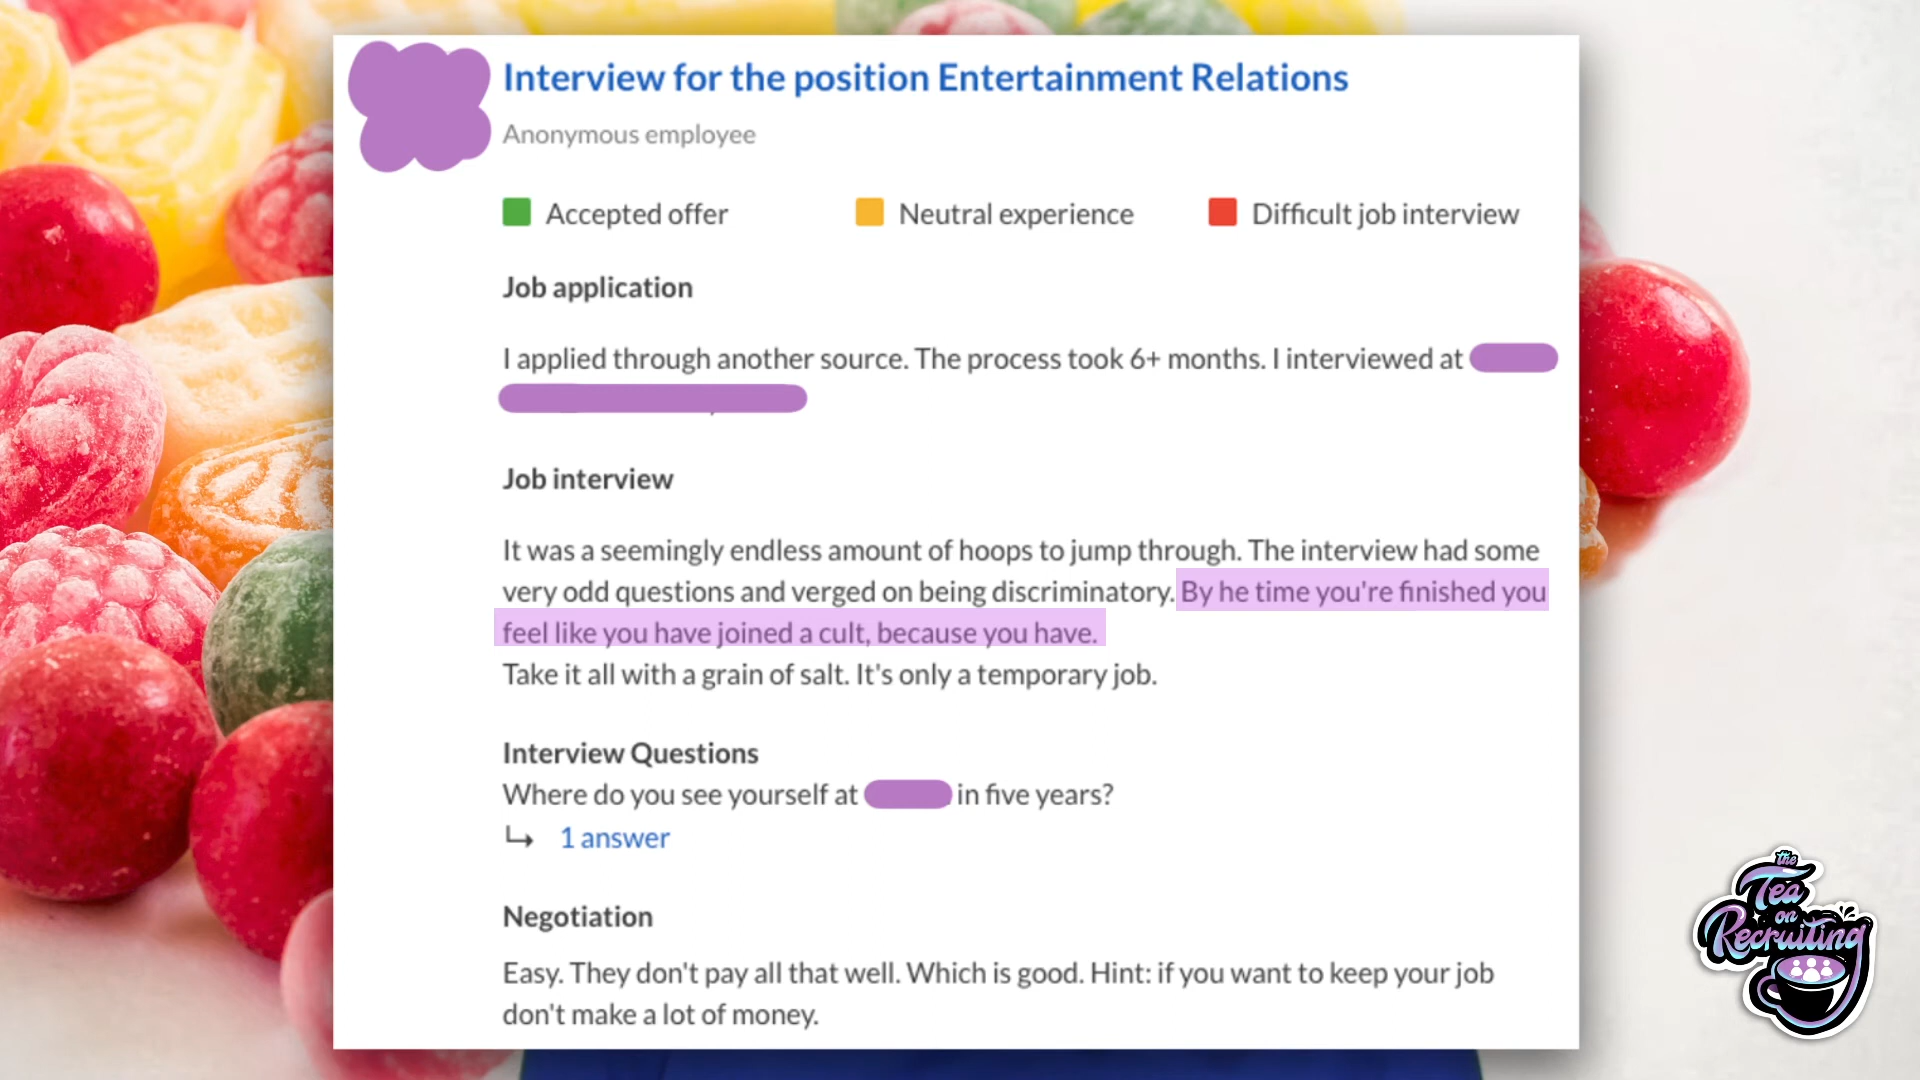 Interview for the position Entertainment Relations
Anonymous employee
Accepted offer
Neutral experience
Difficult job interview
Job application
I applied through another source. The process took 6+ months. I interviewed at
Job interview
It was a seemingly endless amount of hoops to jump through. The interview had some
very odd questions and verged on being discriminatory. By he time you're finished you
feel like you have joined a cult, because you have.
Take it all with a grain of salt. It's only a temporary job.
Interview Questions
Where do you see yourself at in five years?
1 answer
Negotiation
Easy. They don't pay all that well. Which is good. Hint: if you want to keep your job
don't make a lot of money.
the
Tea
on
Recruiting